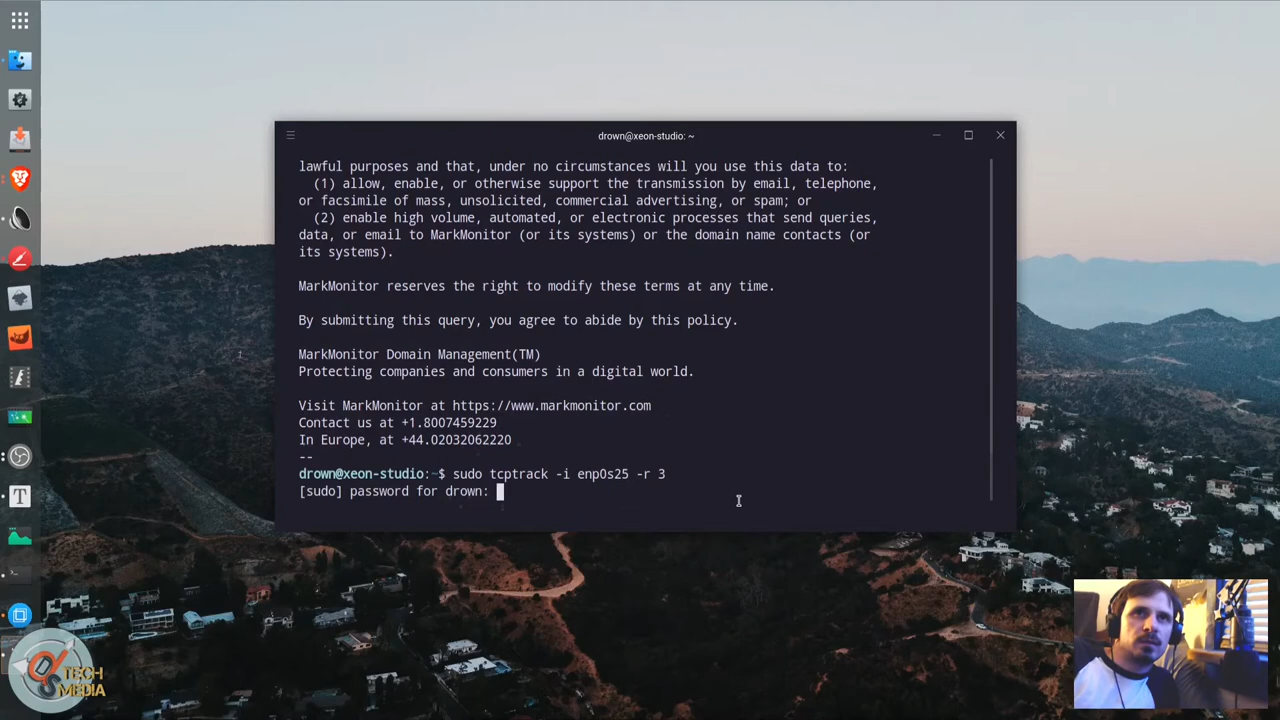 drown@xeon-studio: ~
lawful purposes and that, under no circumstances will you use this data to:
(1) allow, enable, or otherwise support the transmission by email, telephone,
or facsimile of mass, unsolicited, commercial advertising, or spam; or
(2) enable high volume, automated, or electronic processes that send queries,
data, or email to MarkMonitor (or its systems) or the domain name contacts (or
its systems).
MarkMonitor reserves the right to modify these terms at any time.
By submitting this query, you agree to abide by this policy.
MarkMonitor Domain Management(TM)
Protecting companies and consumers in a digital world.
Visit MarkMonitor at https://www.markmonitor.com
Contact us at +1.8007459229
In Europe, at +44.02032062220
--
drown@xeon-studio:~$ sudo tcptrack -i enp0s25 -r 3
[sudo] password for drown:
T
TECH
MEDIA